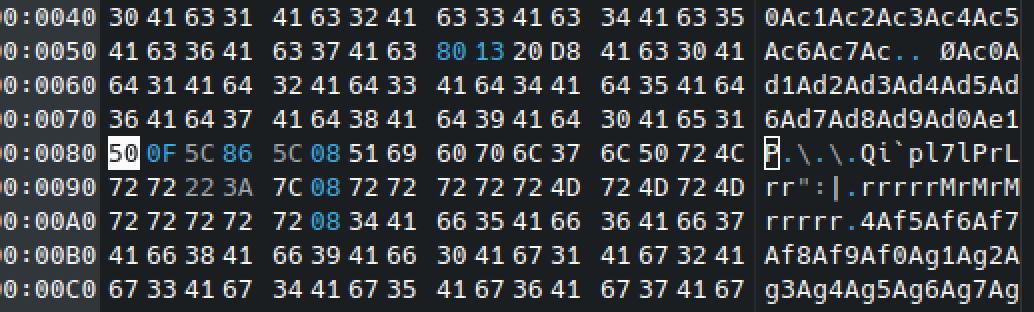 00:0040 30 41 63 31 41 63 32 41 63 33 41 63 34 41 63 35 0Ac1Ac2Ac3Ac4Ac5
00:0050 41 63 36 41 63 37 41 63 80 13 20 D8 41 63 30 41 Ac6Ac7Ac.. ØAc0A
00:0060 64 31 41 64 32 41 64 33 41 64 34 41 64 35 41 64 d1Ad2Ad3Ad4Ad5Ad
00:0070 36 41 64 37 41 64 38 41 64 39 41 64 30 41 65 31 6Ad7Ad8Ad9Ad0Ae1
00:0080 50 0F 5C 86 5C 08 51 69 60 70 6C 37 6C 50 72 4C P.\.\.Qi`pl7lPrL
00:0090 72 72 22 3A 7C 08 72 72 72 72 72 4D 72 4D 72 4D rr":|.rrrrrMrMrM
00:00A0 72 72 72 72 72 08 34 41 66 35 41 66 36 41 66 37 rrrrr.4Af5Af6Af7
00:00B0 41 66 38 41 66 39 41 66 30 41 67 31 41 67 32 41 Af8Af9Af0Ag1Ag2A
00:00C0 67 33 41 67 34 41 67 35 41 67 36 41 67 37 41 67 g3Ag4Ag5Ag6Ag7Ag